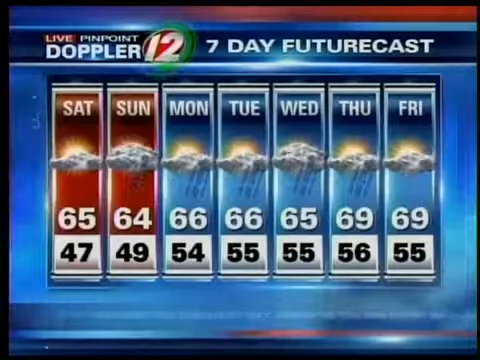 LIVE PINPOINT
DOPPLER 12
7 DAY FUTURECAST
SAT SUN MON TUE WED THU FRI
65 64 66 66 65 69 69
47 49 54 55 55 56 55